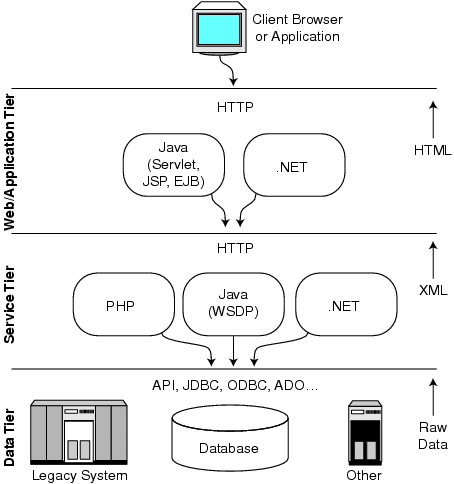 Client Browser
or Application
Web/Application Tier
HTTP
HTML
Java
(Servlet,
JSP, EJB)
.NET
Service Tier
HTTP
XML
PHP
Java
(WSDP)
.NET
Data Tier
API, JDBC, ODBC, ADO...
Raw
Data
Database
Legacy System
Other